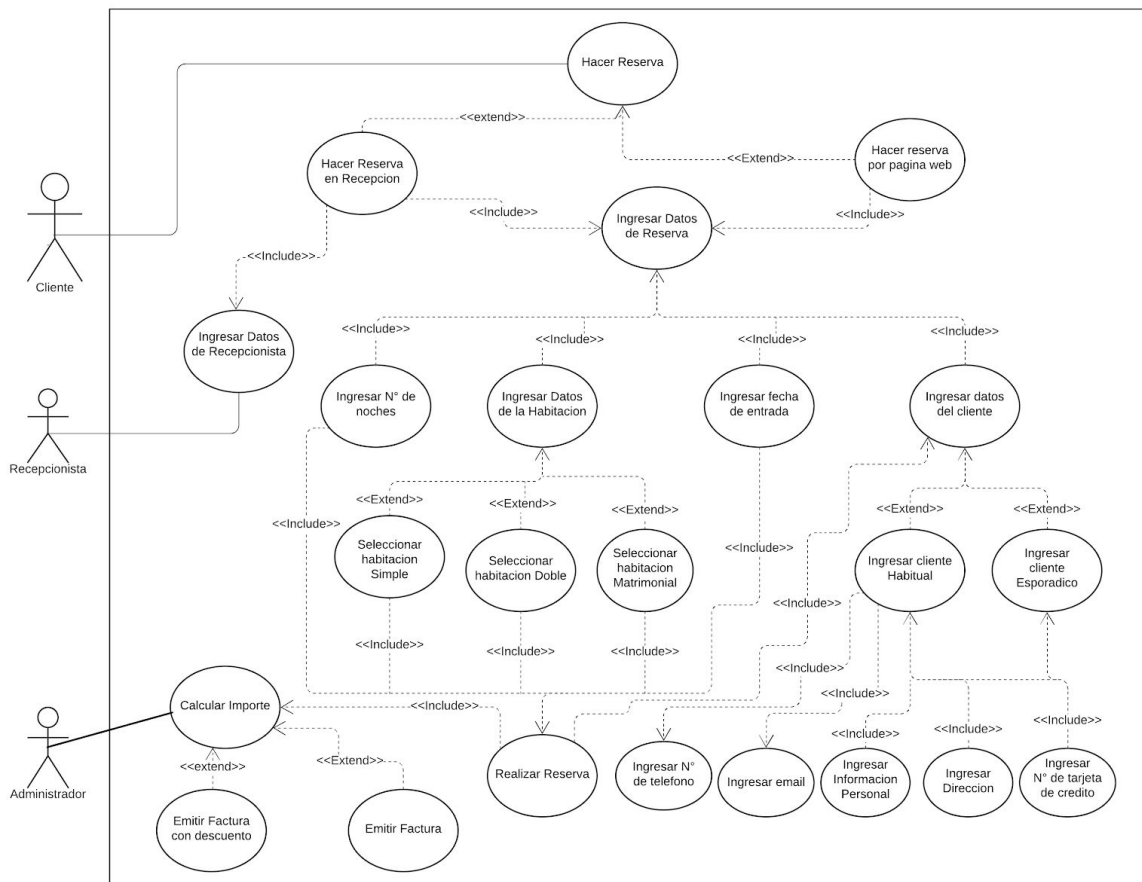 Hacer Reserva
<<extend>>
Hacer Reserva
en Recepcion
<<Extend>>
Hacer reserva
por pagina web
<<Include>>
<<Include>>
Ingresar Datos
de Reserva
<<Include>>
Cliente
Ingresar Datos
de Recepcionista
<<Include>>
<<Include>>
<<Include>>
<<Include>>
Ingresar N° de
noches
Ingresar Datos
de la Habitacion
Ingresar fecha
de entrada
Ingresar datos
del cliente
Recepcionista
<<Extend>>
<<Extend>>
<<Extend>>
<<Extend>>
<<Extend>>
<<Include>>
<<Include>>
Seleccionar
habitacion
Simple
Seleccionar
habitacion Doble
Seleccionar
habitacion
Matrimonial
Ingresar cliente
Habitual
Ingresar
cliente
Esporadico
<<Include>>
<<Include>>
<<Include>>
<<Include>>
<<Include>>
Calcular Importe
<<Include>>
<<Include>>
<<Include>>
<<Include>>
<<Include>>
Administrador
<<extend>>
<<Extend>>
Realizar Reserva
Ingresar N°
de telefono
Ingresar email
Ingresar
Informacion
Personal
Ingresar
Direccion
Ingresar
N° de tarjeta
de credito
Emitir Factura
con descuento
Emitir Factura